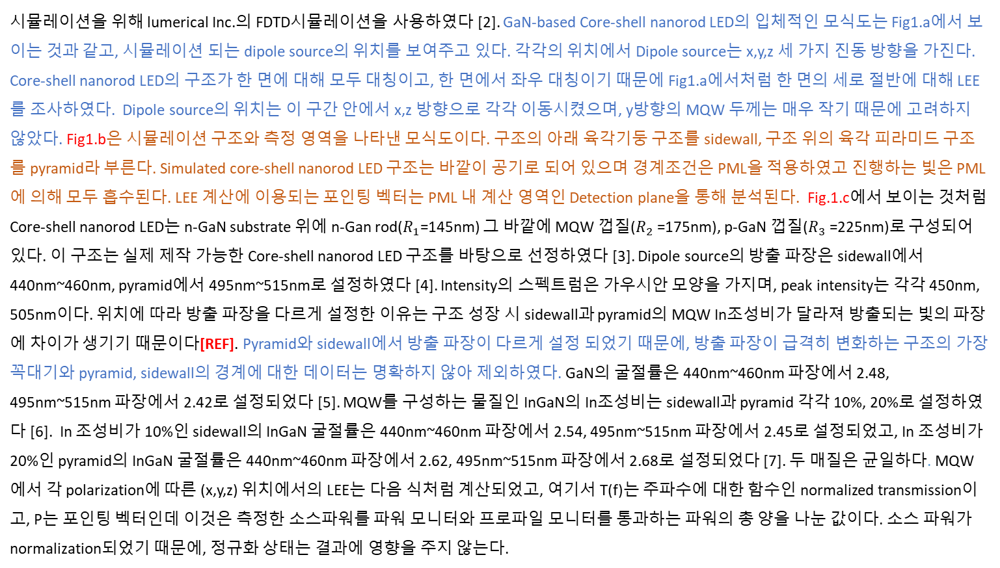 시뮬레이션을 위해 lumerical Inc.의 FDTD시뮬레이션을 사용하였다 [2]. GaN-based Core-shell nanorod LED의 입체적인 모식도는 Fig1.a에서 보
이는 것과 같고, 시뮬레이션 되는 dipole source의 위치를 보여주고 있다. 각각의 위치에서 Dipole source는 x,y,z 세 가지 진동 방향을 가진다.
Core-shell nanorod LED의 구조가 한 면에 대해 모두 대칭이고, 한 면에서 좌우 대칭이기 때문에 Fig1.a에서처럼 한 면의 세로 절반에 대해 LEE
를 조사하였다. Dipole source의 위치는 이 구간 안에서 x,z 방향으로 각각 이동시켰으며, y방향의 MQW 두께는 매우 작기 때문에 고려하지
않았다. Fig1.b은 시뮬레이션 구조와 측정 영역을 나타낸 모식도이다. 구조의 아래 육각기둥 구조를 sidewall, 구조 위의 육각 피라미드 구조
를 pyramid라 부른다. Simulated core-shell nanorod LED 구조는 바깥이 공기로 되어 있으며 경계조건은 PML을 적용하였고 진행하는 빛은 PML
에 의해 모두 흡수된다. LEE 계산에 이용되는 포인팅 벡터는 PML 내 계산 영역인 Detection plane을 통해 분석된다. Fig.1.c에서 보이는 것처럼
Core-shell nanorod LED는 n-GaN substrate 위에 n-Gan rod(R₁=145nm) 그 바깥에 MQW 껍질(R₂ =175nm), p-GaN 껍질(R₃ =225nm)로 구성되어
있다. 이 구조는 실제 제작 가능한 Core-shell nanorod LED 구조를 바탕으로 선정하였다 [3]. Dipole source의 방출 파장은 sidewall에서
440nm~460nm, pyramid에서 495nm~515nm로 설정하였다 [4]. Intensity의 스펙트럼은 가우시안 모양을 가지며, peak intensity는 각각 450nm,
505nm이다. 위치에 따라 방출 파장을 다르게 설정한 이유는 구조 성장 시 sidewall과 pyramid의 MQW In조성비가 달라져 방출되는 빛의 파장
에 차이가 생기기 때문이다[REF]. Pyramid와 sidewall에서 방출 파장이 다르게 설정 되었기 때문에, 방출 파장이 급격히 변화하는 구조의 가장
꼭대기와 pyramid, sidewall의 경계에 대한 데이터는 명확하지 않아 제외하였다. GaN의 굴절률은 440nm~460nm 파장에서 2.48,
495nm~515nm 파장에서 2.42로 설정되었다 [5]. MQW를 구성하는 물질인 InGaN의 In조성비는 sidewall과 pyramid 각각 10%, 20%로 설정하였
다 [6]. In 조성비가 10%인 sidewall의 InGaN 굴절률은 440nm~460nm 파장에서 2.54, 495nm~515nm 파장에서 2.45로 설정되었고, In 조성비가
20%인 pyramid의 InGaN 굴절률은 440nm~460nm 파장에서 2.62, 495nm~515nm 파장에서 2.68로 설정되었다 [7]. 두 매질은 균일하다. MQW
에서 각 polarization에 따른 (x,y,z) 위치에서의 LEE는 다음 식처럼 계산되었고, 여기서 T(f)는 주파수에 대한 함수인 normalized transmission이
고, P는 포인팅 벡터인데 이것은 측정한 소스파워를 파워 모니터와 프로파일 모니터를 통과하는 파워의 총 양을 나눈 값이다. 소스 파워가
normalization되었기 때문에, 정규화 상태는 결과에 영향을 주지 않는다.